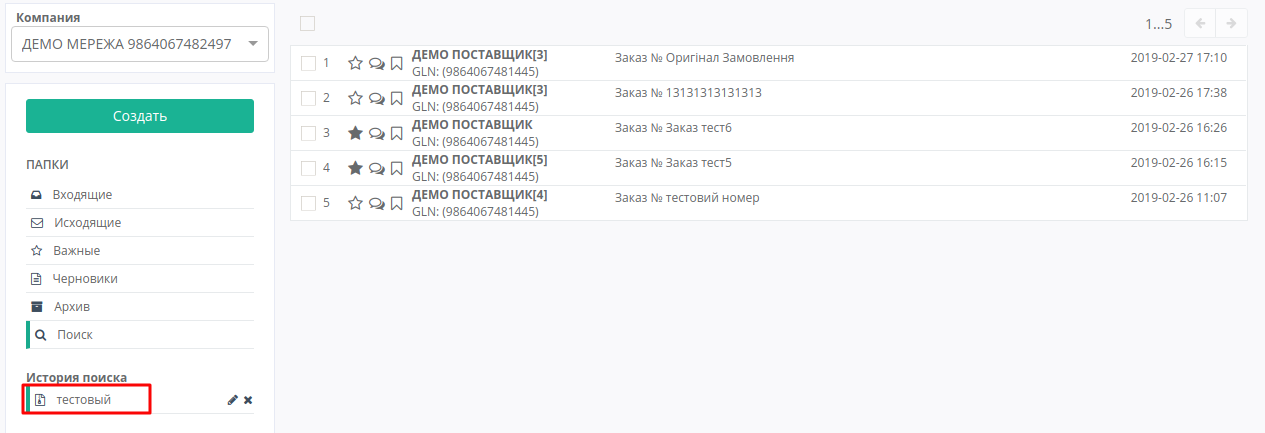 Компания
ДЕМО МЕРЕЖА 9864067482497
Создать
ПАПКИ
Входящие
Исходящие
Важные
Черновики
Архив
Поиск
История поиска
тестовый
1...5
1 ДЕМО ПОСТАВЩИК[3] Заказ № Оригінал Замовлення 2019-02-27 17:10
GLN: (9864067481445)
2 ДЕМО ПОСТАВЩИК[3] Заказ № 13131313131313 2019-02-26 17:38
GLN: (9864067481445)
3 ДЕМО ПОСТАВЩИК Заказ № Заказ тест6 2019-02-26 16:26
GLN: (9864067481445)
4 ДЕМО ПОСТАВЩИК[5] Заказ № Заказ тест5 2019-02-26 16:15
GLN: (9864067481445)
5 ДЕМО ПОСТАВЩИК[4] Заказ № тестовий номер 2019-02-26 11:07
GLN: (9864067481445)